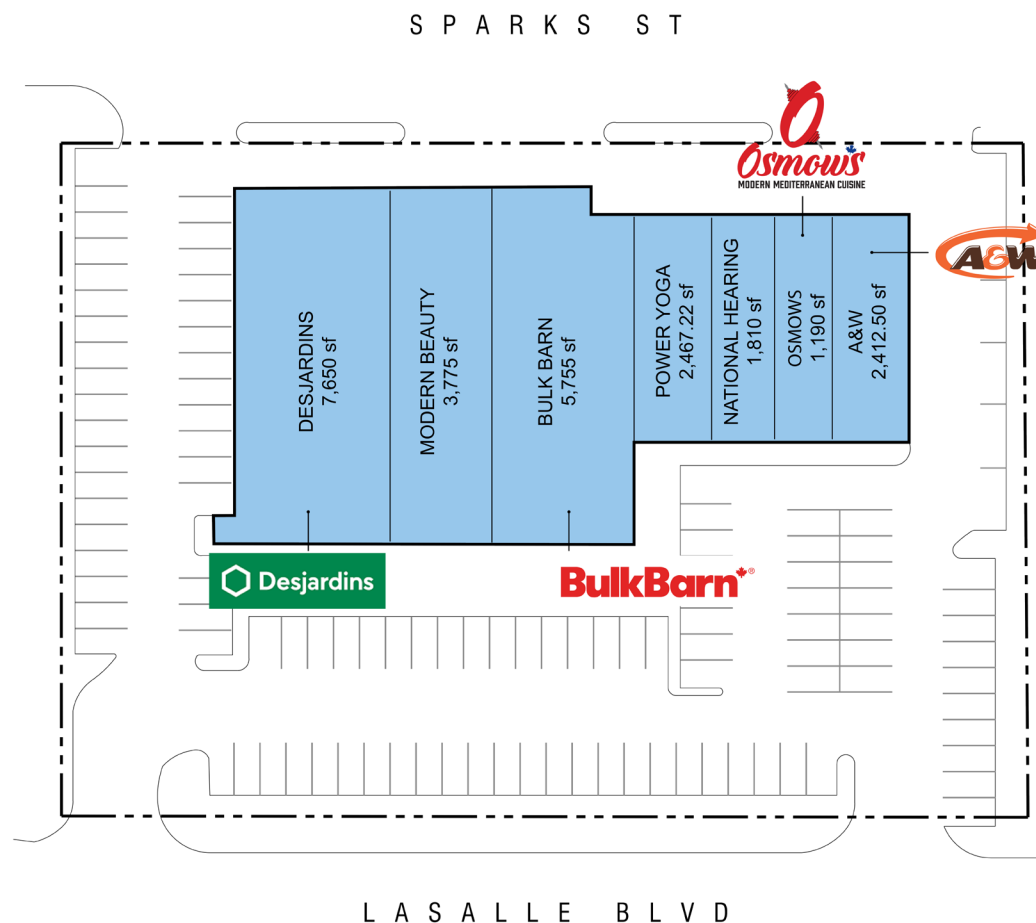 SPARKS ST
OSMOW'S
MODERN MEDITERRANEAN CUISINE
A&W
DESJARDINS
7,650 sf
MODERN BEAUTY
3,775 sf
BULK BARN
5,755 sf
POWER YOGA
2,467.22 sf
NATIONAL HEARING
1,810 sf
OSMOWS
1,190 sf
A&W
2,412.50 sf
Desjardins
BulkBarn®
LASALLE BLVD